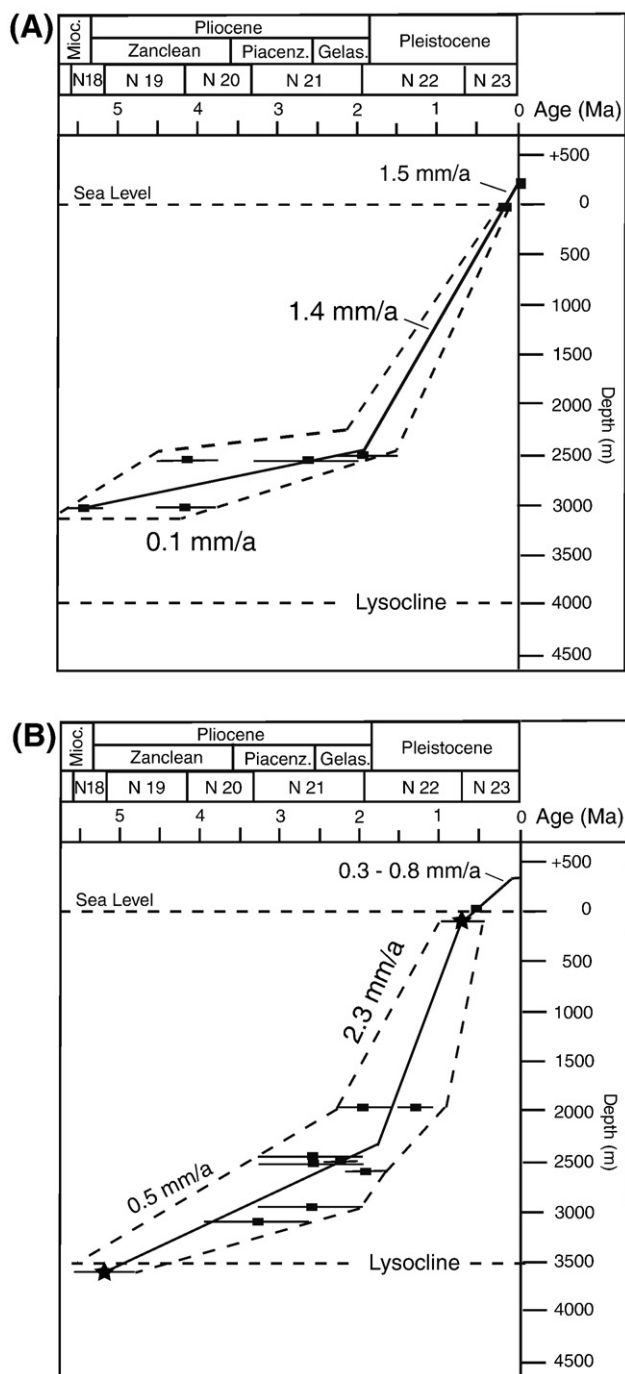 (A)
Mioc.
Pliocene
Pleistocene
Zanclean
Piacenz.
Gelas.
N18
N 19
N 20
N 21
N 22
N 23
5
4
3
2
1
0
Age (Ma)
+500
1.5 mm/a
Sea Level
0
500
1.4 mm/a
1000
1500
2000
Depth (m)
2500
3000
0.1 mm/a
3500
Lysocline
4000
4500
(B)
Mioc.
Pliocene
Pleistocene
Zanclean
Piacenz.
Gelas.
N18
N 19
N 20
N 21
N 22
N 23
5
4
3
2
1
0
Age (Ma)
0.3 - 0.8 mm/a
+500
Sea Level
0
500
2.3 mm/a
1000
1500
2000
Depth (m)
2500
0.5 mm/a
3000
Lysocline
3500
4000
4500